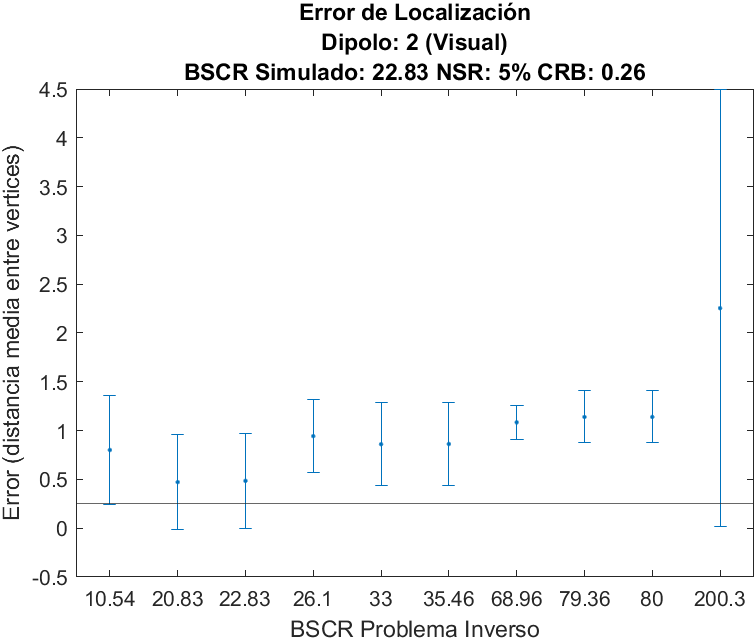 Error de Localización
Dipolo: 2 (Visual)
BSCR Simulado: 22.83 NSR: 5% CRB: 0.26
Error (distancia media entre vertices)
4.5
4
3.5
3
2.5
2
1.5
1
0.5
0
-0.5
10.54 20.83 22.83 26.1 33 35.46 68.96 79.36 80 200.3
BSCR Problema Inverso